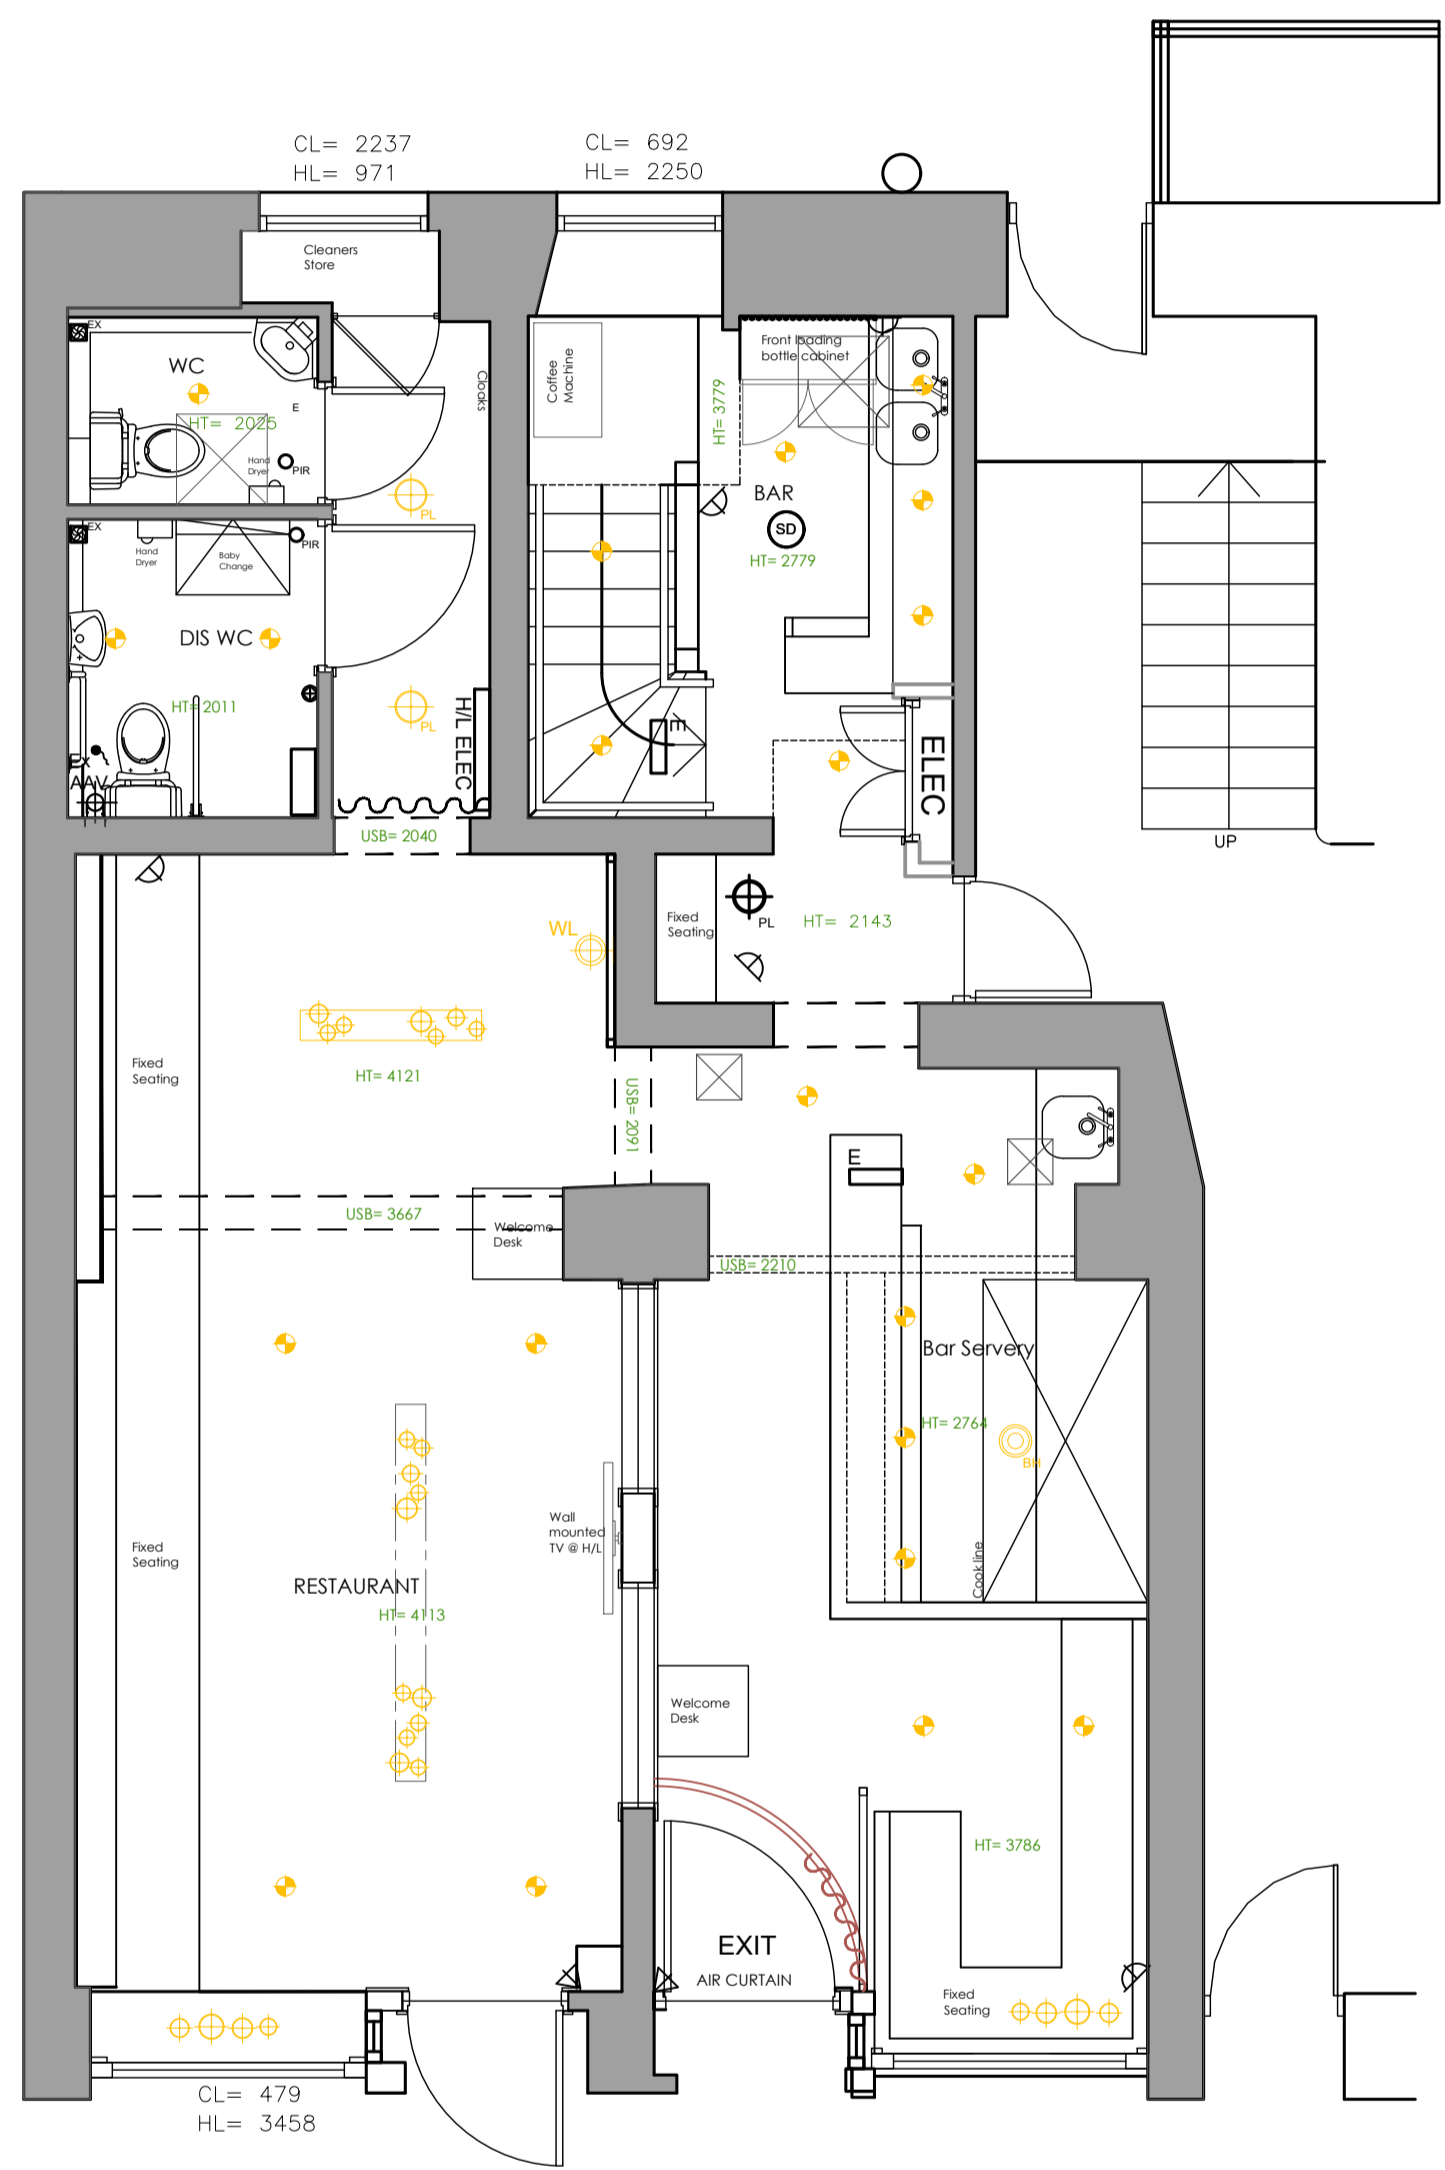 CL= 2237
HL= 971
CL= 692
HL= 2250
Cleaners
Store
EX
WC
HT= 2025
E
Hand
Dryer
PIR
Cloaks
PL
Coffee
Machine
HT= 3779
Front loading
bottle cabinet
BAR
SD
HT= 2779
EX
Hand
Dryer
Baby
Change
PIR
DIS WC
HT= 2011
Ex
AAV
PL
H/L ELEC
E
ELEC
UP
USB= 2040
WL
Fixed
Seating
PL
HT= 2143
Fixed
Seating
HT= 4121
USB= 2091
E
USB= 3667
Welcome
Desk
USB= 2210
Bar Servery
HT= 2764
BH
Cookline
Wall
mounted
TV @ H/L
Fixed
Seating
RESTAURANT
HT= 4113
Welcome
Desk
HT= 3786
EXIT
AIR CURTAIN
Fixed
Seating
CL= 479
HL= 3458